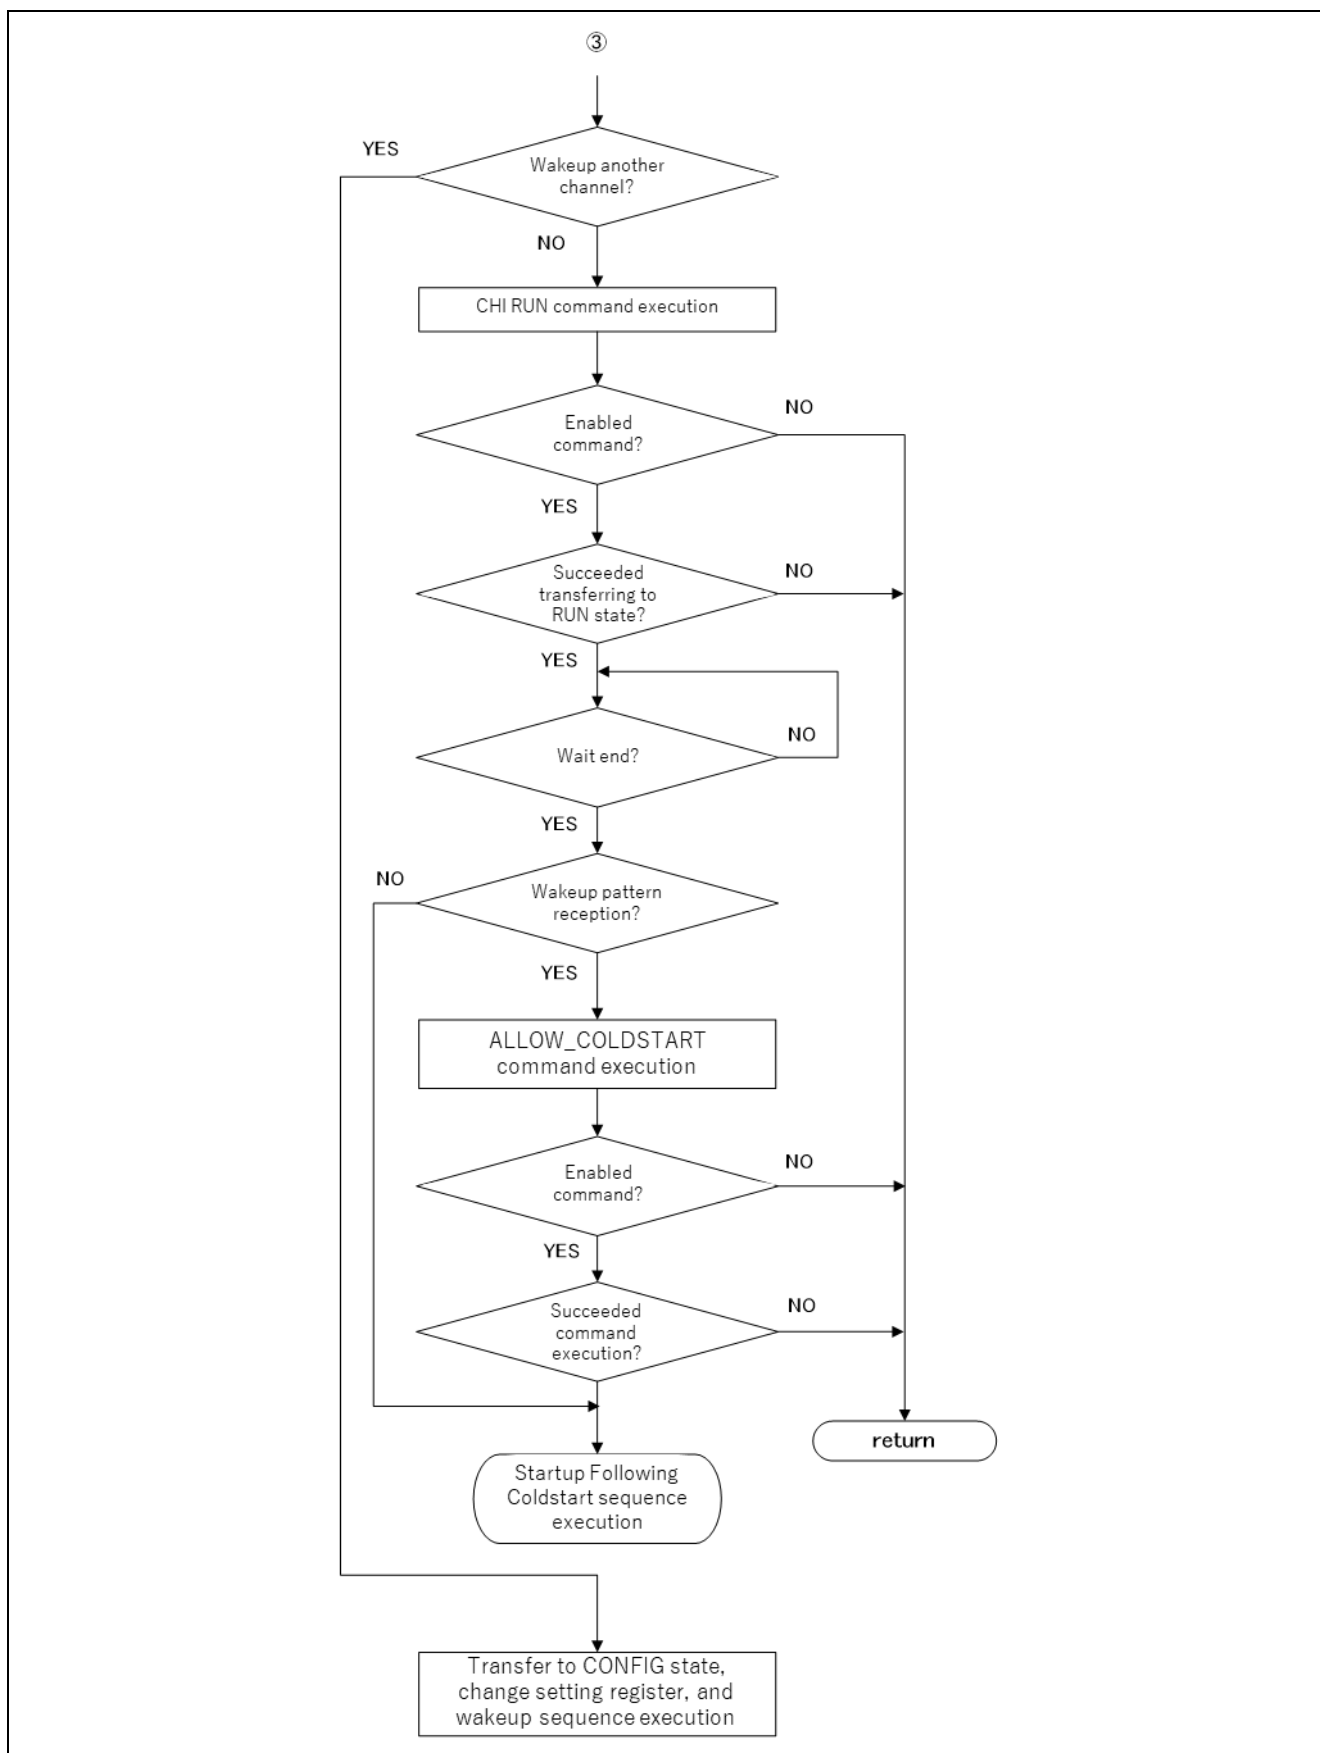 ③
YES
Wakeup another
channel?
NO
CHI RUN command execution
NO
Enabled
command?
YES
Succeeded
transferring to
RUN state?
NO
YES
Wait end?
NO
YES
NO
Wakeup pattern
reception?
YES
ALLOW_COLDSTART
command execution
NO
Enabled
command?
YES
Succeeded
command
execution?
NO
return
Startup Following
Coldstart sequence
execution
Transfer to CONFIG state,
change setting register, and
wakeup sequence execution